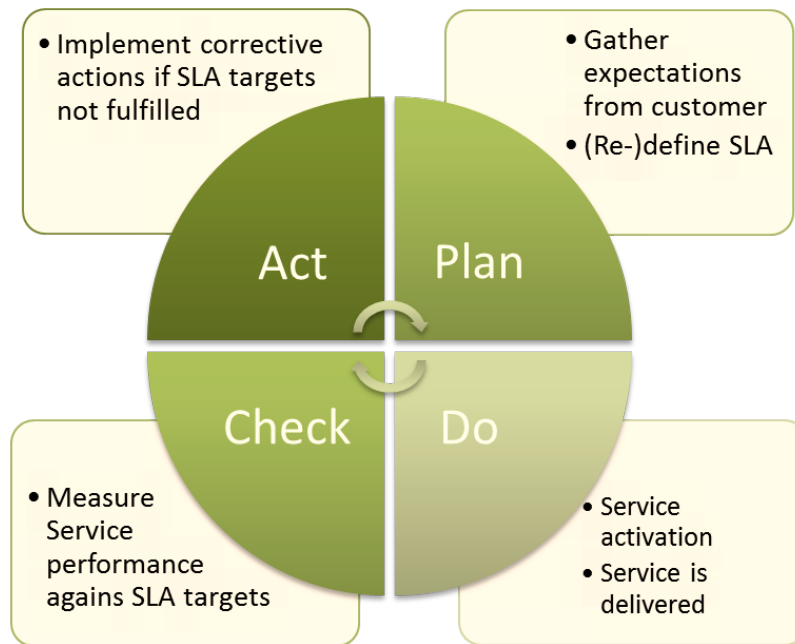 • Implement corrective
actions if SLA targets
not fulfilled
• Gather
expectations
from customer
• (Re-)define SLA
Act
Plan
Check
Do
• Measure
Service
performance
agains SLA targets
• Service
activation
• Service is
delivered